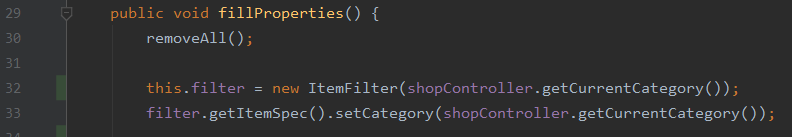 29 public void fillProperties() {
30 removeAll();
31
32 this.filter = new ItemFilter(shopController.getCurrentCategory());
33 filter.getItemSpec().setCategory(shopController.getCurrentCategory());